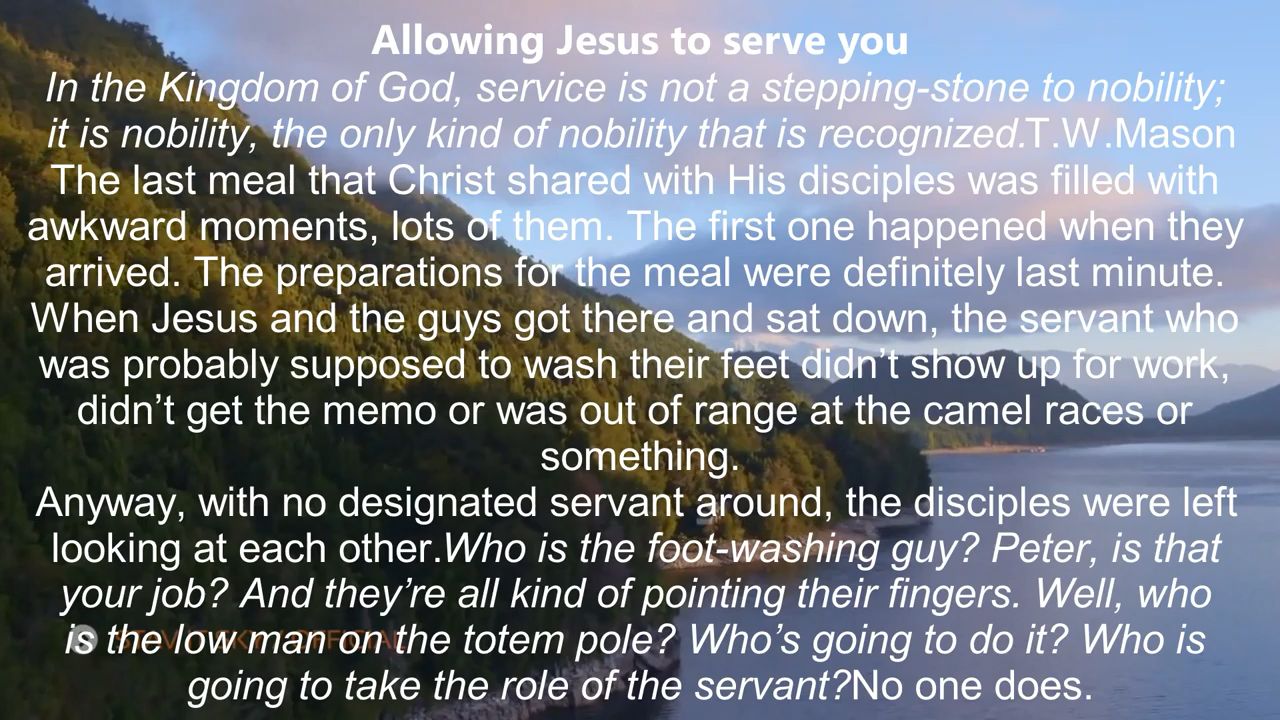 Allowing Jesus to serve you
In the Kingdom of God, service is not a stepping-stone to nobility;
it is nobility, the only kind of nobility that is recognized.T.W.Mason
The last meal that Christ shared with His disciples was filled with
awkward moments, lots of them. The first one happened when they
arrived. The preparations for the meal were definitely last minute.
When Jesus and the guys got there and sat down, the servant who
was probably supposed to wash their feet didn’t show up for work,
didn’t get the memo or was out of range at the camel races or
something.
Anyway, with no designated servant around, the disciples were left
looking at each other.Who is the foot-washing guy? Peter, is that
your job? And they’re all kind of pointing their fingers. Well, who
is the low man on the totem pole? Who’s going to do it? Who is
going to take the role of the servant?No one does.